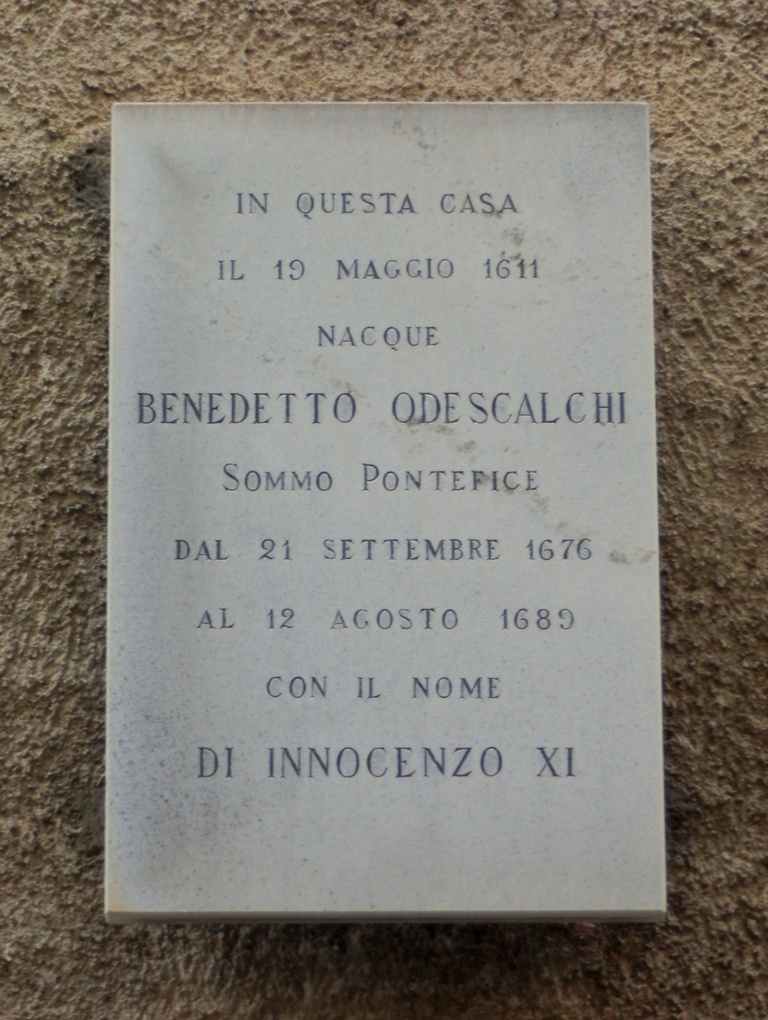 IN QUESTA CASA
IL 19 MAGGIO 1611
NACQUE
BENEDETTO ODESCALCHI
SOMMO PONTEFICE
DAL 21 SETTEMBRE 1676
AL 12 AGOSTO 1689
CON IL NOME
DI INNOCENZO XI